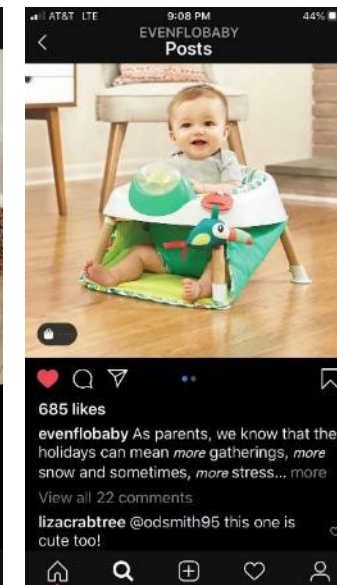 AT&T LTE 9:08 PM 44%
EVENFLOBABY
Posts
685 likes
evenflobaby As parents, we know that the
holidays can mean more gatherings, more
snow and sometimes, more stress... more
View all 22 comments
lizacrabtree @odsmith95 this one is
cute too!